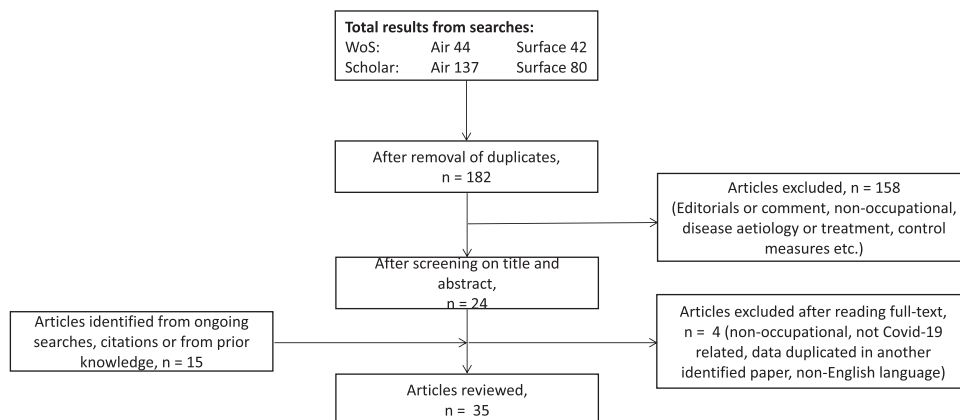 Total results from searches:
WoS: Air 44 Surface 42
Scholar: Air 137 Surface 80
After removal of duplicates,
n = 182
Articles excluded, n = 158
(Editorials or comment, non-occupational,
disease aetiology or treatment, control
measures etc.)
After screening on title and
abstract,
n = 24
Articles identified from ongoing
searches, citations or from prior
knowledge, n = 15
Articles excluded after reading full-text,
n = 4 (non-occupational, not Covid-19
related, data duplicated in another
identified paper, non-English language)
Articles reviewed,
n = 35